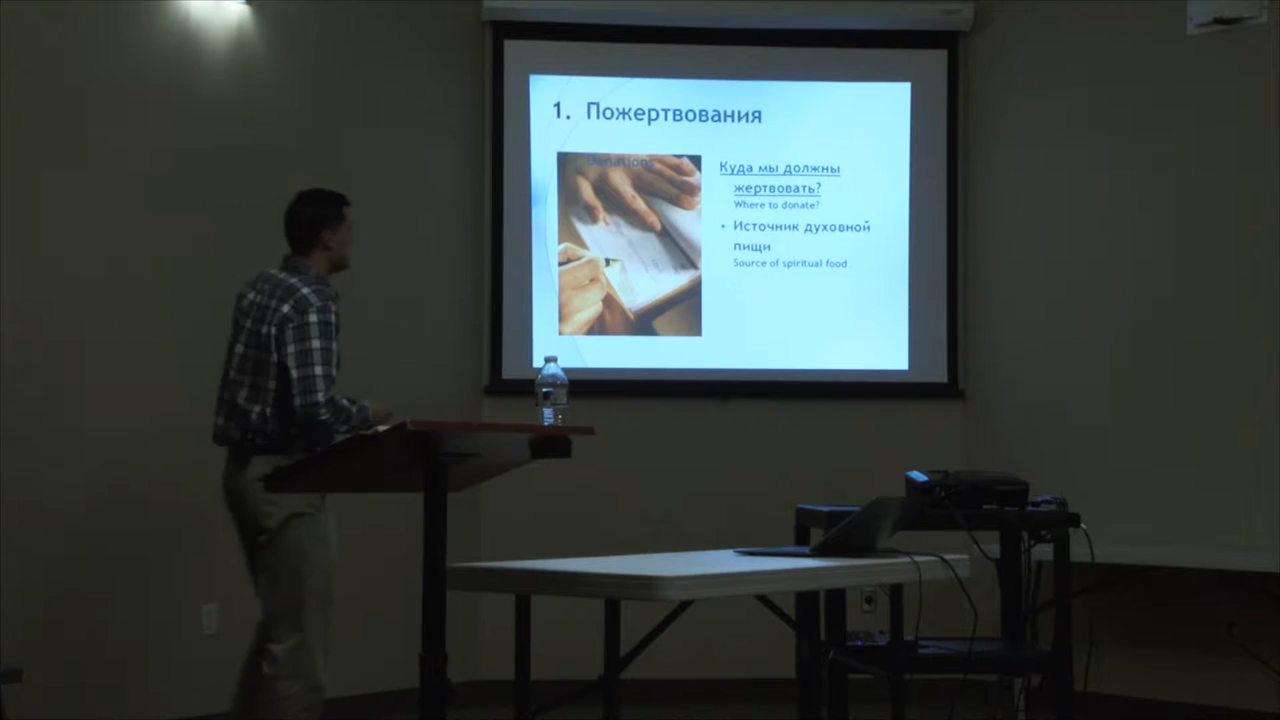 1. Пожертвования
Donations
Куда мы должны
жертвовать?
Where to donate?
• Источник духовной
пищи
Source of spiritual food